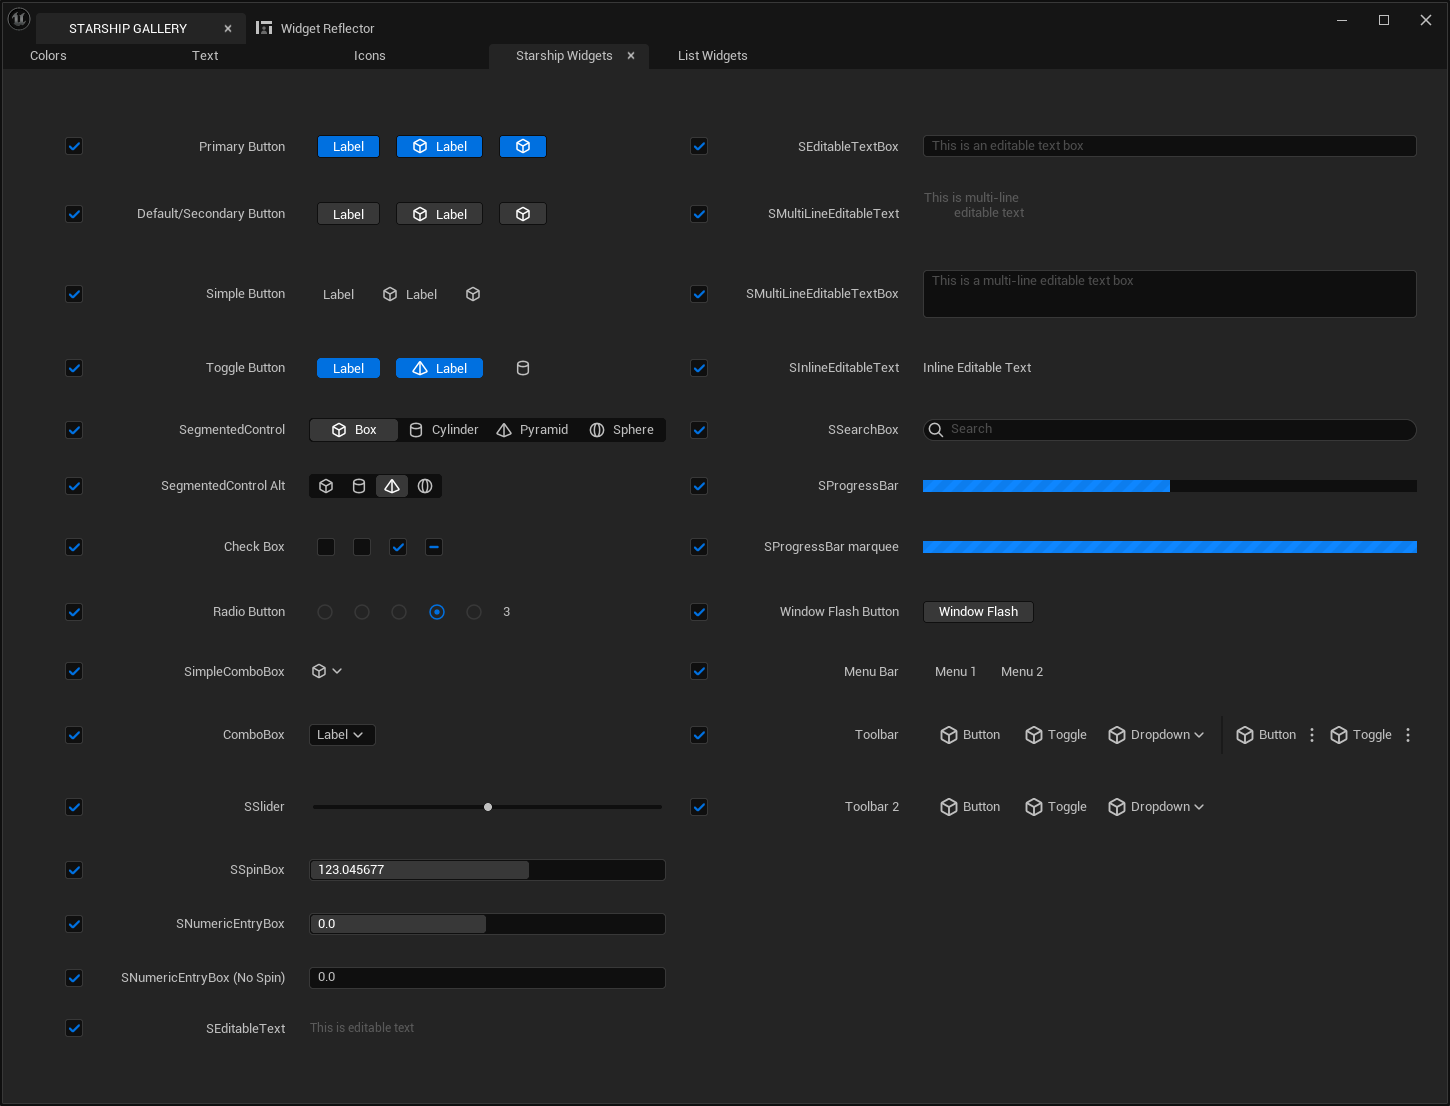 STARSHIP GALLERY
Widget Reflector
Colors
Text
Icons
Starship Widgets
List Widgets
Primary Button
Label
Label
SEditableTextBox
This is an editable text box
Default/Secondary Button
Label
Label
SMultiLineEditableText
This is multi-line
editable text
Simple Button
Label
Label
SMultiLineEditableTextBox
This is a multi-line editable text box
Toggle Button
Label
Label
SInlineEditableText
Inline Editable Text
SegmentedControl
Box
Cylinder
Pyramid
Sphere
SSearchBox
Search
SegmentedControl Alt
SProgressBar
Check Box
SProgressBar marquee
Radio Button
3
Window Flash Button
Window Flash
SimpleComboBox
Menu Bar
Menu 1
Menu 2
ComboBox
Label
Toolbar
Button
Toggle
Dropdown
Button
Toggle
SSlider
Toolbar 2
Button
Toggle
Dropdown
SSpinBox
123.045677
SNumericEntryBox
0.0
SNumericEntryBox (No Spin)
0.0
SEditableText
This is editable text